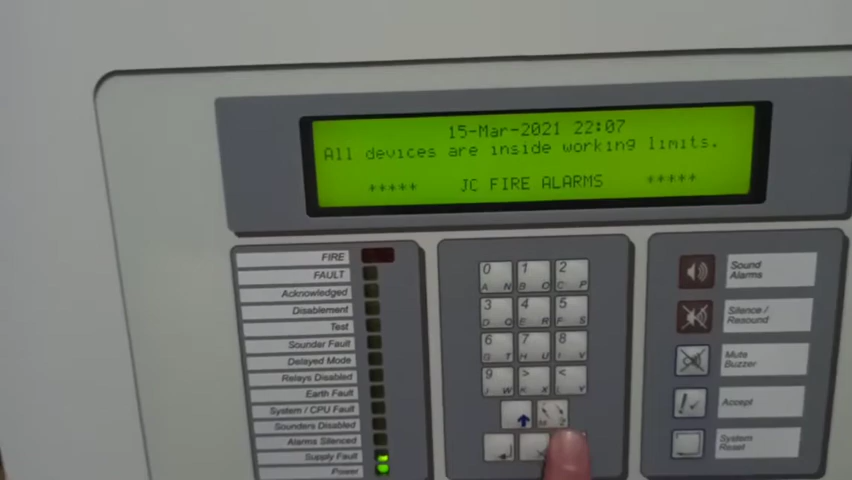 15-Mar-2021 22:07
All devices are inside working limits.
***** JC FIRE ALARMS *****
FIRE
FAULT
Acknowledged
Disablement
Test
Sounder Fault
Delayed Mode
Relays Disabled
Earth Fault
System / CPU Fault
Sounders Disabled
Alarms Silenced
Supply Fault
Power
0 1 2
A N B O C P
3 4 5
D Q E R F S
6 7 8
G T H U I V
9 > <
J W K X L Y
M Z
Sound
Alarms
Silence /
Resound
Mute
Buzzer
Accept
System
Reset